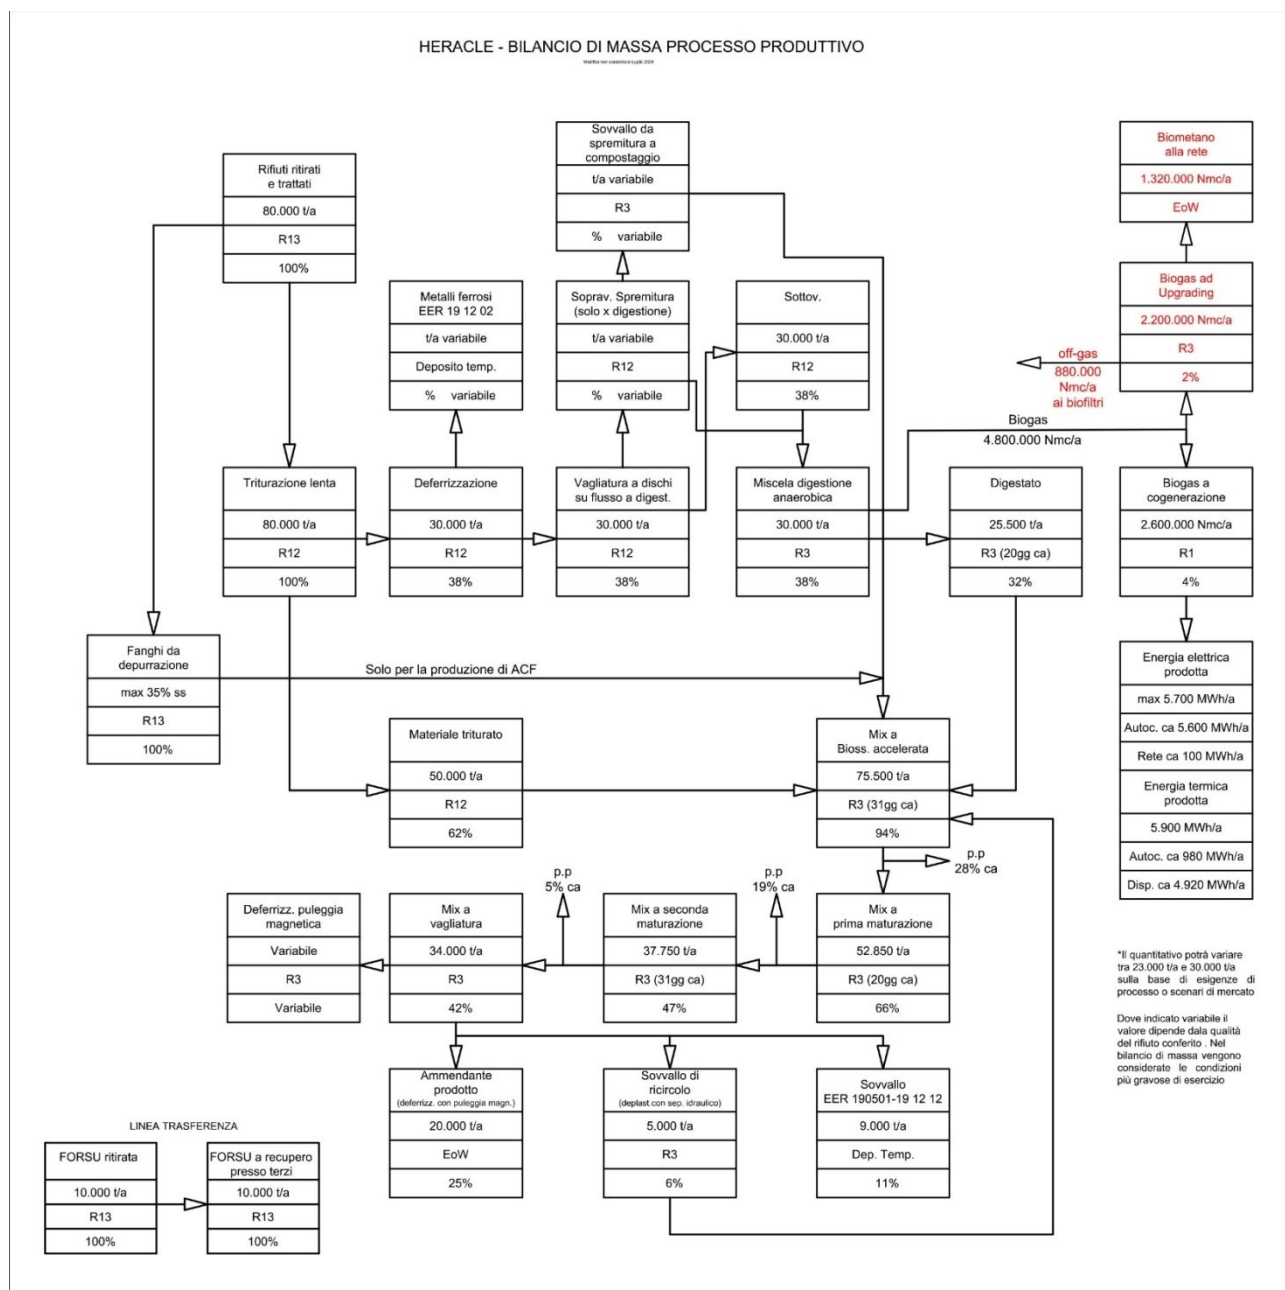 HERACLE - BILANCIO DI MASSA PROCESSO PRODUTTIVO
Modifica non sostanziale Luglio 2024
Rifiuti ritirati
e trattati
80.000 t/a
R13
100%
Sovvallo da
spremitura a
compostaggio
t/a variabile
R3
% variabile
Biometano
alla rete
1.320.000 Nmc/a
EoW
Metalli ferrosi
EER 19 12 02
t/a variabile
Deposito temp.
% variabile
Soprav. Spremitura
(solo x digestione)
t/a variabile
R12
% variabile
Sottov.
30.000 t/a
R12
38%
Biogas ad
Upgrading
2.200.000 Nmc/a
R3
2%
off-gas
880.000
Nmc/a
ai biofiltri
Biogas
4.800.000 Nmc/a
Triturazione lenta
80.000 t/a
R12
100%
Deferrizzazione
30.000 t/a
R12
38%
Vagliatura a dischi
su flusso a digest.
30.000 t/a
R12
38%
Miscela digestione
anaerobica
30.000 t/a
R3
38%
Digestato
25.500 t/a
R3 (20gg ca)
32%
Biogas a
cogenerazione
2.600.000 Nmc/a
R1
4%
Fanghi da
depurrazione
max 35% ss
R13
100%
Solo per la produzione di ACF
Energia elettrica
prodotta
max 5.700 MWh/a
Autoc. ca 5.600 MWh/a
Rete ca 100 MWh/a
Energia termica
prodotta
5.900 MWh/a
Autoc. ca 980 MWh/a
Disp. ca 4.920 MWh/a
Materiale triturato
50.000 t/a
R12
62%
Mix a
Bioss. accelerata
75.500 t/a
R3 (31gg ca)
94%
p.p
28% ca
p.p
5% ca
p.p
19% ca
Deferrizz. puleggia
magnetica
Variabile
R3
Variabile
Mix a
vagliatura
34.000 t/a
R3
42%
Mix a seconda
maturazione
37.750 t/a
R3 (31gg ca)
47%
Mix a
prima maturazione
52.850 t/a
R3 (20gg ca)
66%
*Il quantitativo potrà variare
tra 23.000 t/a e 30.000 t/a
sulla base di esigenze di
processo o scenari di mercato
Dove indicato variabile il
valore dipende dala qualità
del rifiuto conferito . Nel
bilancio di massa vengono
considerate le condizioni
più gravose di esercizio
Ammendante
prodotto
(deferrizz. con puleggia magn.)
20.000 t/a
EoW
25%
Sovvallo di
ricircolo
(deplast.con sep. idraulico)
5.000 t/a
R3
6%
Sovvallo
EER 190501-19 12 12
9.000 t/a
Dep. Temp.
11%
LINEA TRASFERENZA
FORSU ritirata
10.000 t/a
R13
100%
FORSU a recupero
presso terzi
10.000 t/a
R13
100%